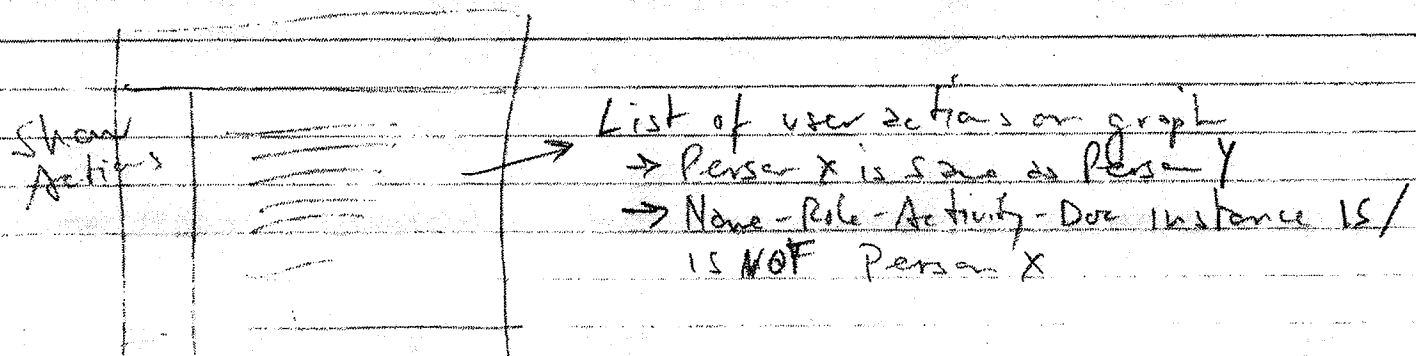 Show
Actions
List of user actions on graph
→ Person X is same as Person Y
→ Name-Role-Activity-Doc instance IS/
IS NOT Person X